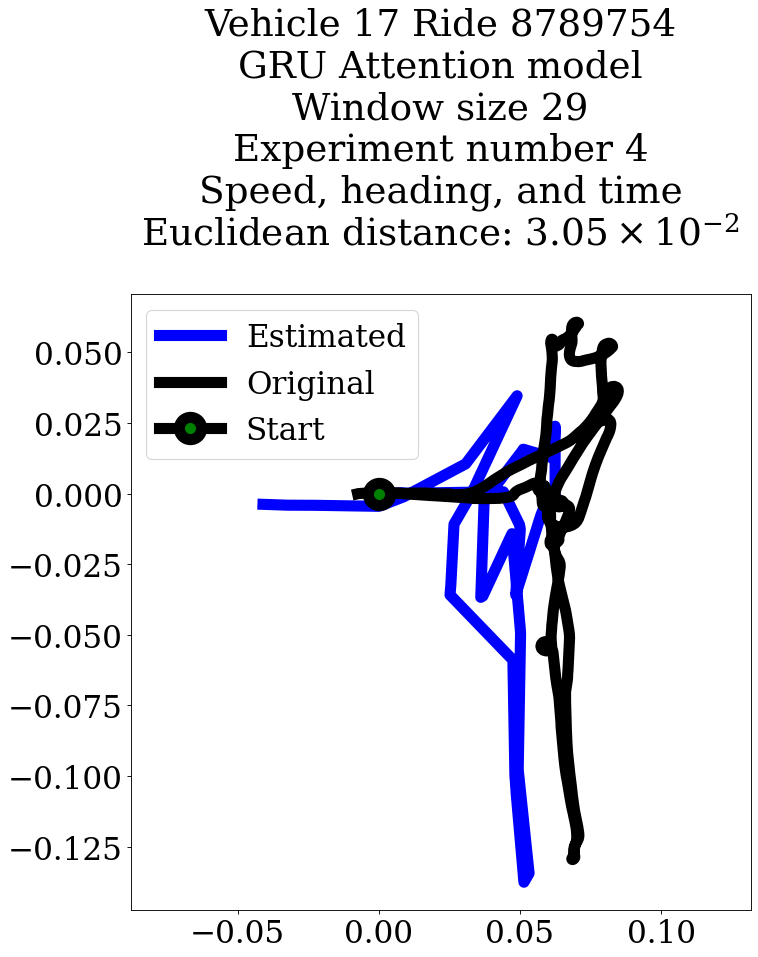 Vehicle 17 Ride 8789754
GRU Attention model
Window size 29
Experiment number 4
Speed, heading, and time
Euclidean distance: 3.05 × 10⁻²
Estimated
Original
Start
0.050
0.025
0.000
−0.025
−0.050
−0.075
−0.100
−0.125
−0.05 0.00 0.05 0.10